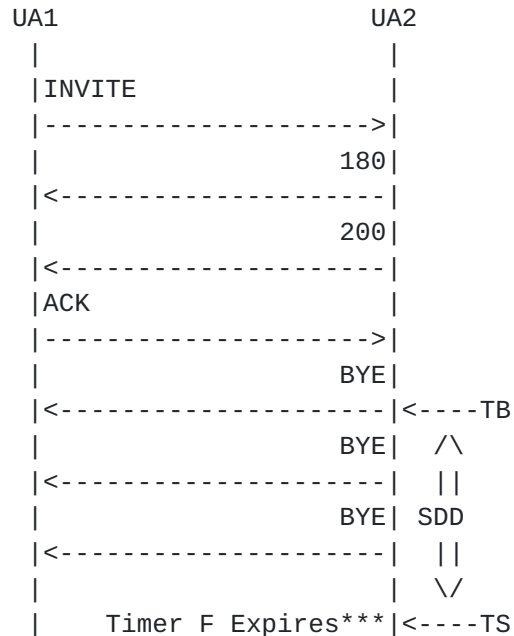 UA1 UA2
| |
|INVITE |
|--------------------->|
| 180|
|<---------------------|
| 200|
|<---------------------|
|ACK |
|--------------------->|
| BYE|
|<---------------------|<----TB
| BYE| /\
|<---------------------| ||
| BYE| SDD
|<---------------------| ||
| | \/
| Timer F Expires***|<----TS